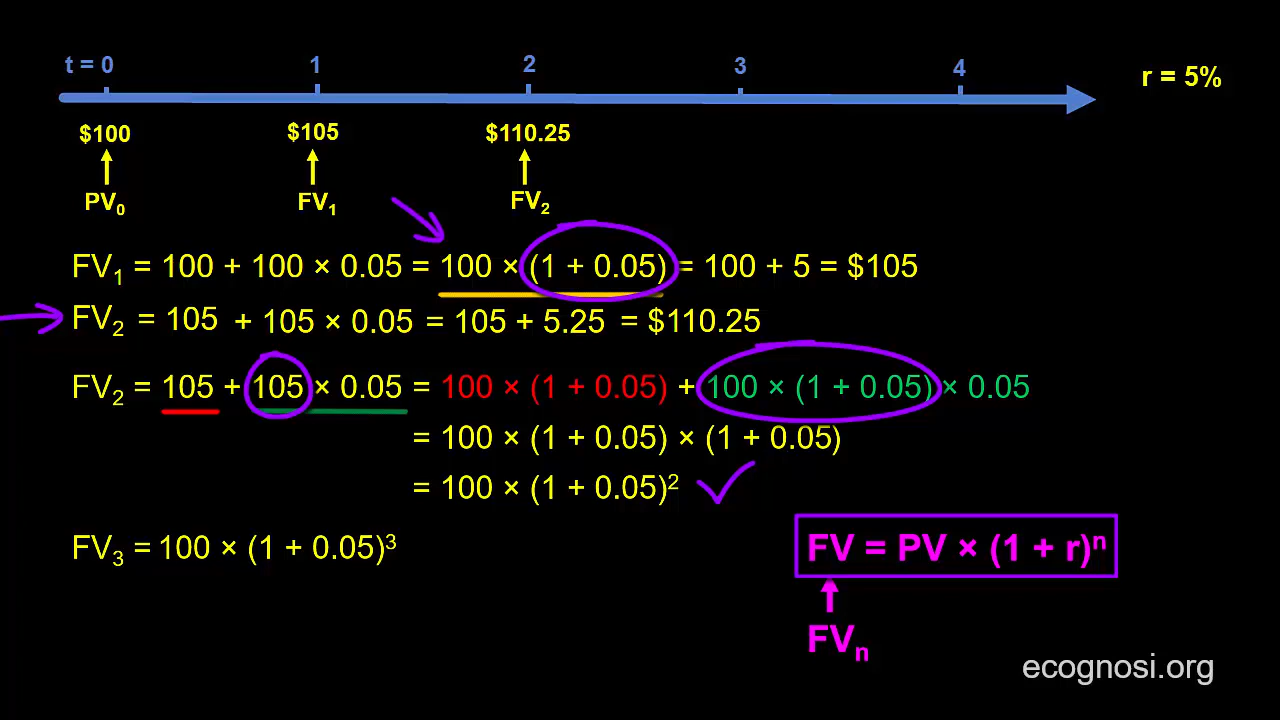 t = 0 1 2 3 4 r = 5%
$100 $105 $110.25
PV₀ FV₁ FV₂
FV₁ = 100 + 100 × 0.05 = 100 × (1 + 0.05) = 100 + 5 = $105
FV₂ = 105 + 105 × 0.05 = 105 + 5.25 = $110.25
FV₂ = 105 + 105 × 0.05 = 100 × (1 + 0.05) + 100 × (1 + 0.05) × 0.05
= 100 × (1 + 0.05) × (1 + 0.05)
= 100 × (1 + 0.05)²
FV₃ = 100 × (1 + 0.05)³
FV = PV × (1 + r)ⁿ
FVₙ
ecognosi.org